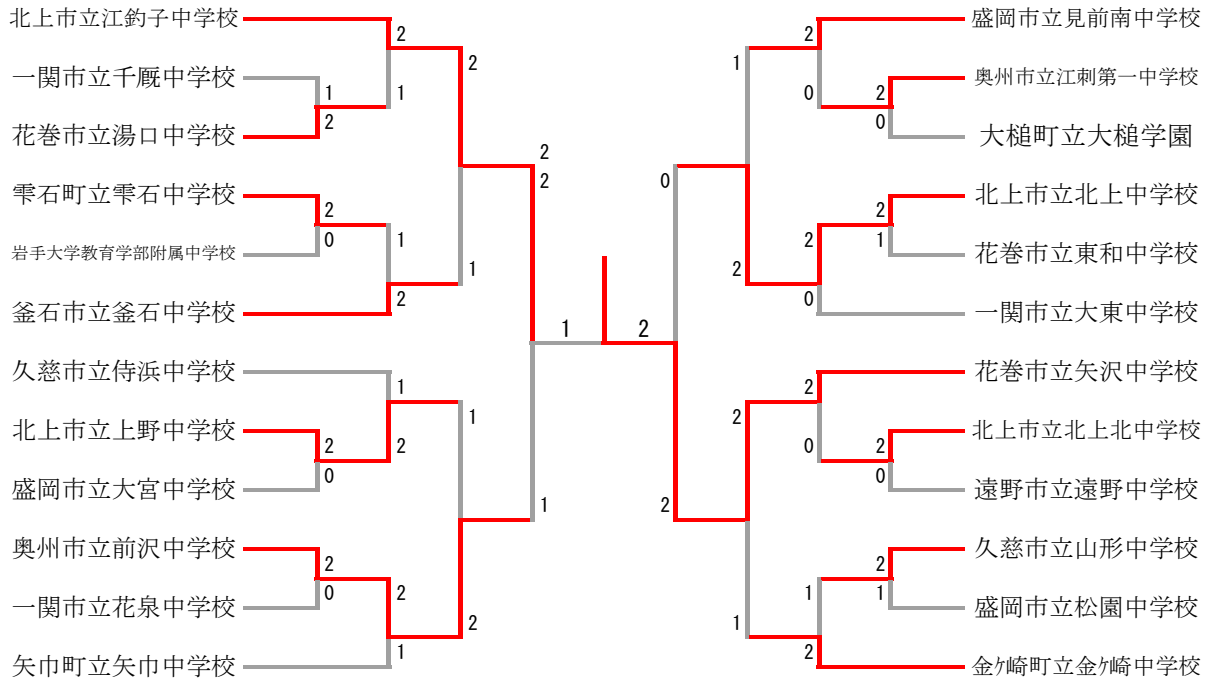 北上市立江釣子中学校
一関市立千厩中学校
花巻市立湯口中学校
雫石町立雫石中学校
岩手大学教育学部附属中学校
釜石市立釜石中学校
久慈市立侍浜中学校
北上市立上野中学校
盛岡市立大宮中学校
奥州市立前沢中学校
一関市立花泉中学校
矢巾町立矢巾中学校
2
1
1
2
2
0
1
2
1
2
2
0
2
0
2
1
2
1
1
2
2
2
1
1
2
0
2
1
2
2
1
2
0
2
0
2
1
2
0
2
0
2
0
1
2
2
1
盛岡市立見前南中学校
奥州市立江刺第一中学校
大槌町立大槌学園
北上市立北上中学校
花巻市立東和中学校
一関市立大東中学校
花巻市立矢沢中学校
北上市立北上北中学校
遠野市立遠野中学校
久慈市立山形中学校
盛岡市立松園中学校
金ケ崎町立金ケ崎中学校